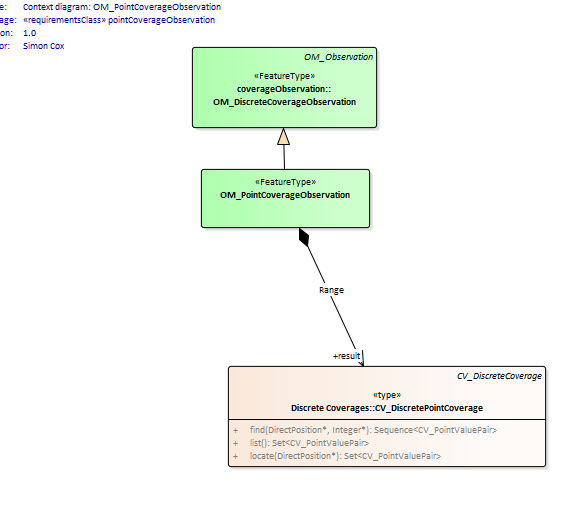 e: Context diagram: OM_PointCoverageObservation
age: «requirementsClass» pointCoverageObservation
on: 1.0
or: Simon Cox
OM_Observation
«FeatureType»
coverageObservation::
OM_DiscreteCoverageObservation
«FeatureType»
OM_PointCoverageObservation
Range
+result
CV_DiscreteCoverage
«type»
Discrete Coverages::CV_DiscretePointCoverage
+ find(DirectPosition*, Integer*): Sequence<CV_PointValuePair>
+ list(): Set<CV_PointValuePair>
+ locate(DirectPosition*): Set<CV_PointValuePair>